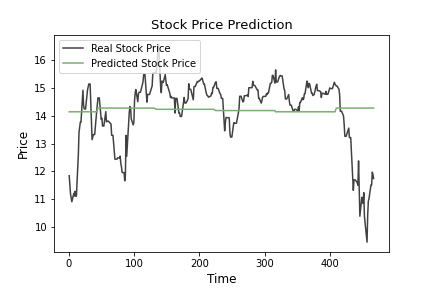 Stock Price Prediction
Real Stock Price
Predicted Stock Price
Price
16
15
14
13
12
11
10
0 100 200 300 400
Time